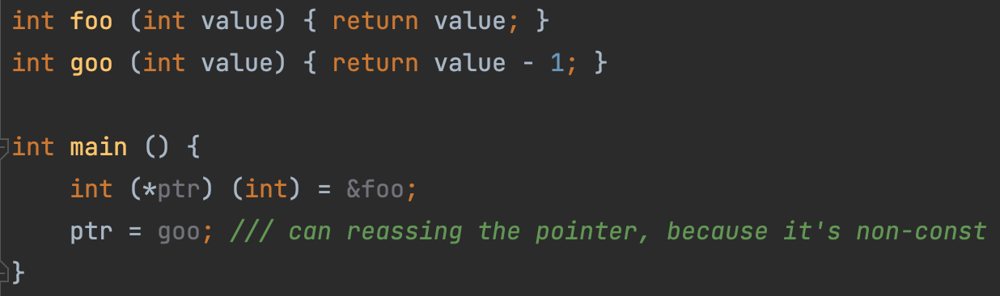 int foo (int value) { return value; }
int goo (int value) { return value - 1; }
int main () {
int (*ptr) (int) = &foo;
ptr = goo; /// can reassing the pointer, because it's non-const
}